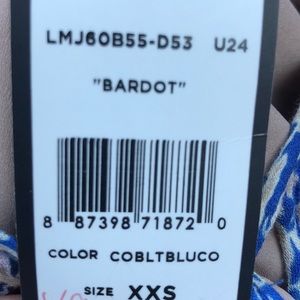 LMJ60B55-D53 U24
"BARDOT"
8 87398 71872 0
COLOR COBLTBLUCO
SIZE XXS